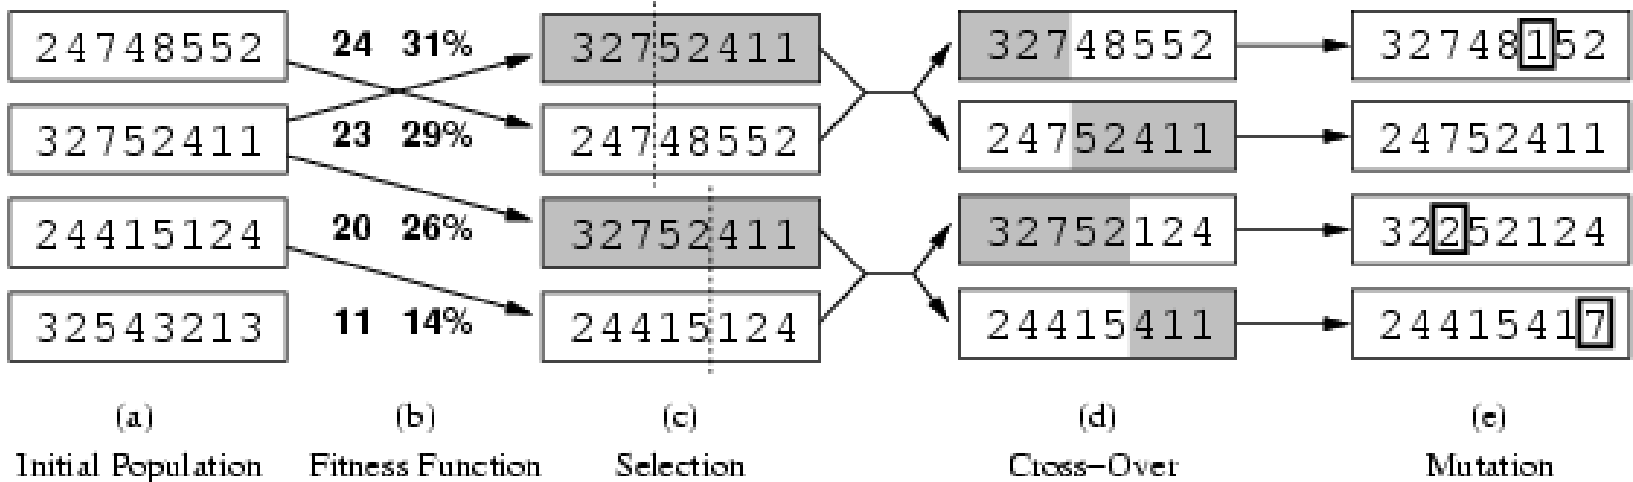 24748552 24 31% 32752411 32748552 32748152
32752411 23 29% 24748552 24752411 24752411
24415124 20 26% 32752411 32752124 32252124
32543213 11 14% 24415124 24415411 24415417
(a) (b) (c) (d) (e)
Initial Population Fitness Function Selection Cross-Over Mutation